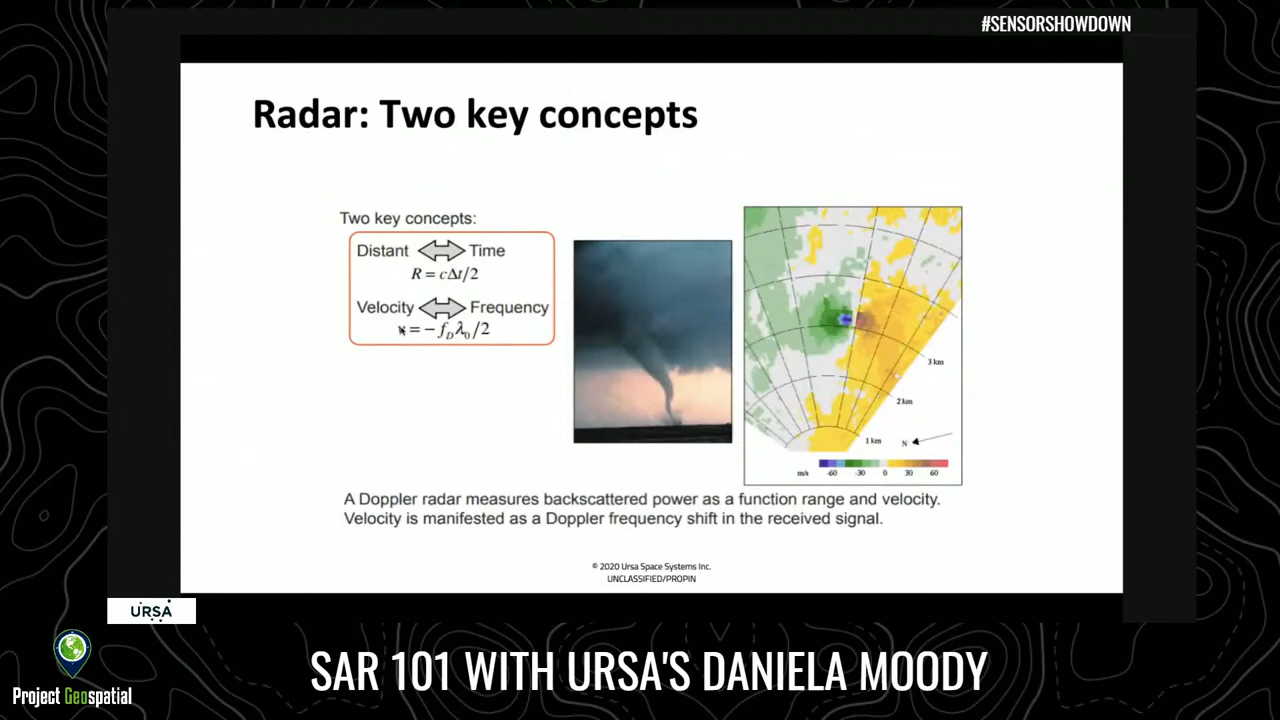 #SENSORSHOWDOWN
Radar: Two key concepts
Two key concepts:
Distant Time
R = cΔt/2
Velocity Frequency
v = − f_D λ_0/2
3 km
2 km
1 km
N
m/s -60 -30 0 30 60
A Doppler radar measures backscattered power as a function range and velocity.
Velocity is manifested as a Doppler frequency shift in the received signal.
© 2020 Ursa Space Systems Inc.
UNCLASSIFIED/PROPIN
URSA
SAR 101 WITH URSA'S DANIELA MOODY
Project Geospatial